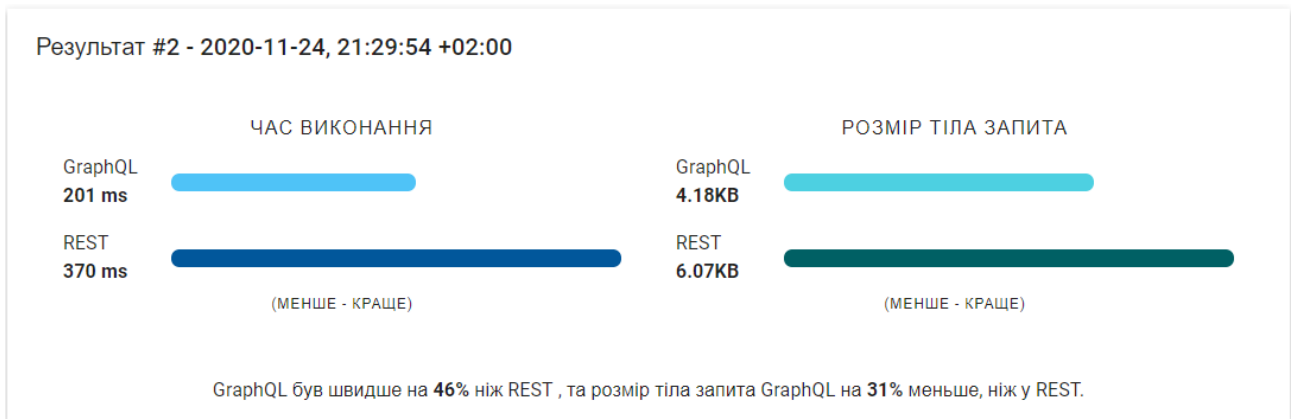 Результат #2 - 2020-11-24, 21:29:54 +02:00
ЧАС ВИКОНАННЯ
GraphQL
201 ms
REST
370 ms
(МЕНШЕ - КРАЩЕ)
РОЗМІР ТІЛА ЗАПИТА
GraphQL
4.18KB
REST
6.07KB
(МЕНШЕ - КРАЩЕ)
GraphQL був швидше на 46% ніж REST , та розмір тіла запита GraphQL на 31% меньше, ніж у REST.